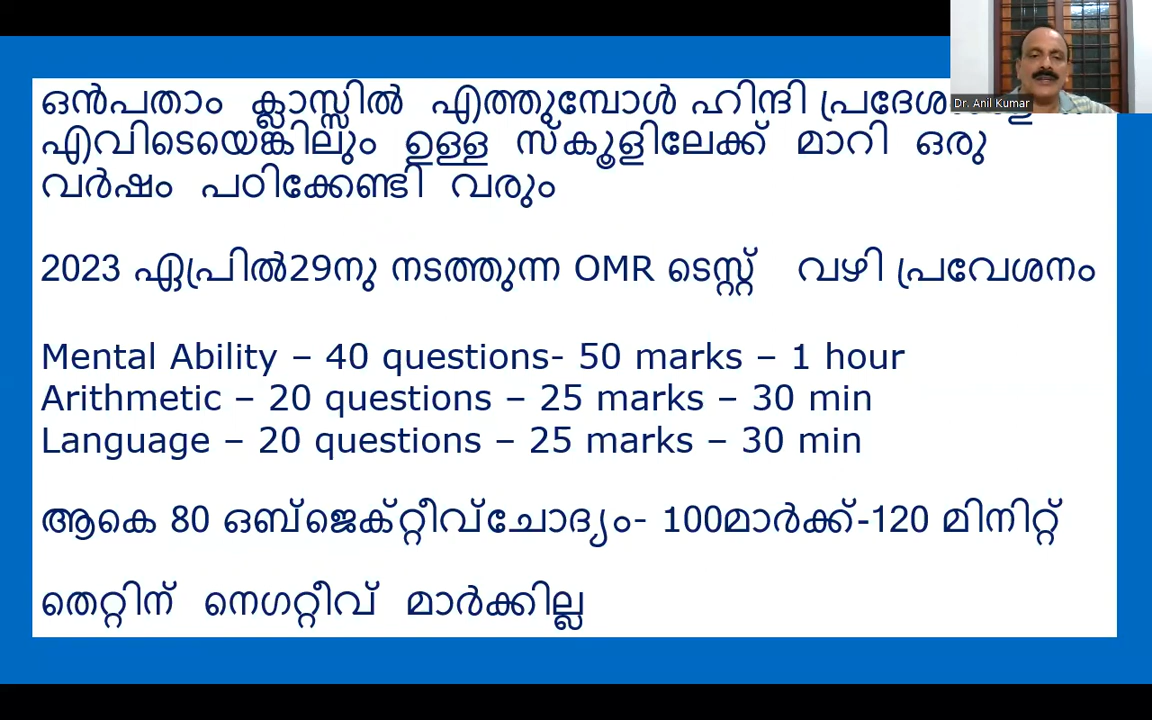 ഒൻപതാം ക്ലാസ്സിൽ എത്തുമ്പോൾ ഹിന്ദി
എവിടെയെങ്കിലും ഉള്ള സ്കൂളിലേക്ക് മാറി ഒരു
വർഷം പഠിക്കേണ്ടി വരും
2023 ഏപ്രിൽ29നു നടത്തുന്ന OMR ടെസ്റ്റ് വഴി പ്രവേശനം
Mental Ability – 40 questions- 50 marks – 1 hour
Arithmetic – 20 questions – 25 marks – 30 min
Language – 20 questions – 25 marks – 30 min
ആകെ 80 ഒബ്ജെക്റ്റീവ്ചോദ്യം- 100മാർക്ക്-120 മിനിറ്റ്
തെറ്റിന് നെഗറ്റീവ് മാർക്കില്ല
Dr. Anil Kumar